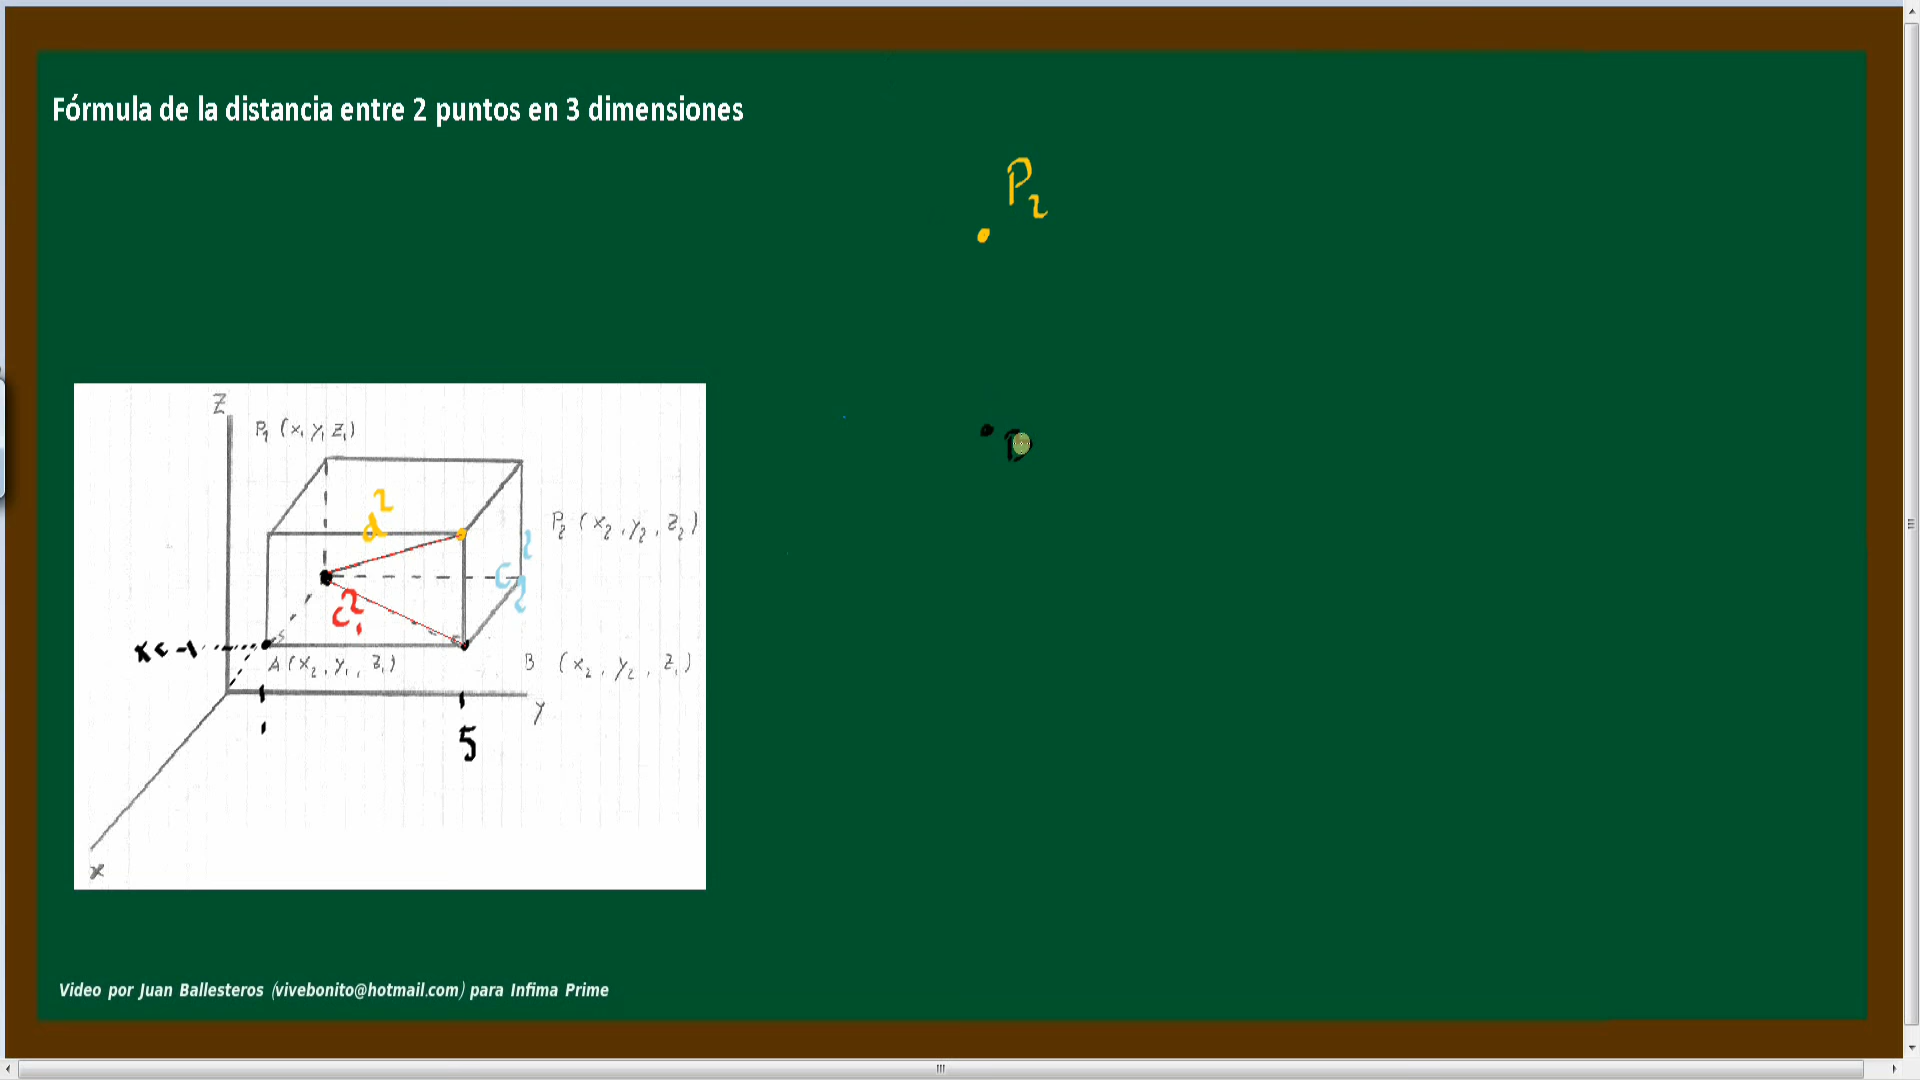 Fórmula de la distancia entre 2 puntos en 3 dimensiones
P2
Z
P1 (x1 y1 z1)
d2
P2 (x2, y2, z2)
c1 2
A (x2, y1, z1)
B (x2, y2, z1)
y
5
x
Video por Juan Ballesteros (vivebonito@hotmail.com) para Infima Prime